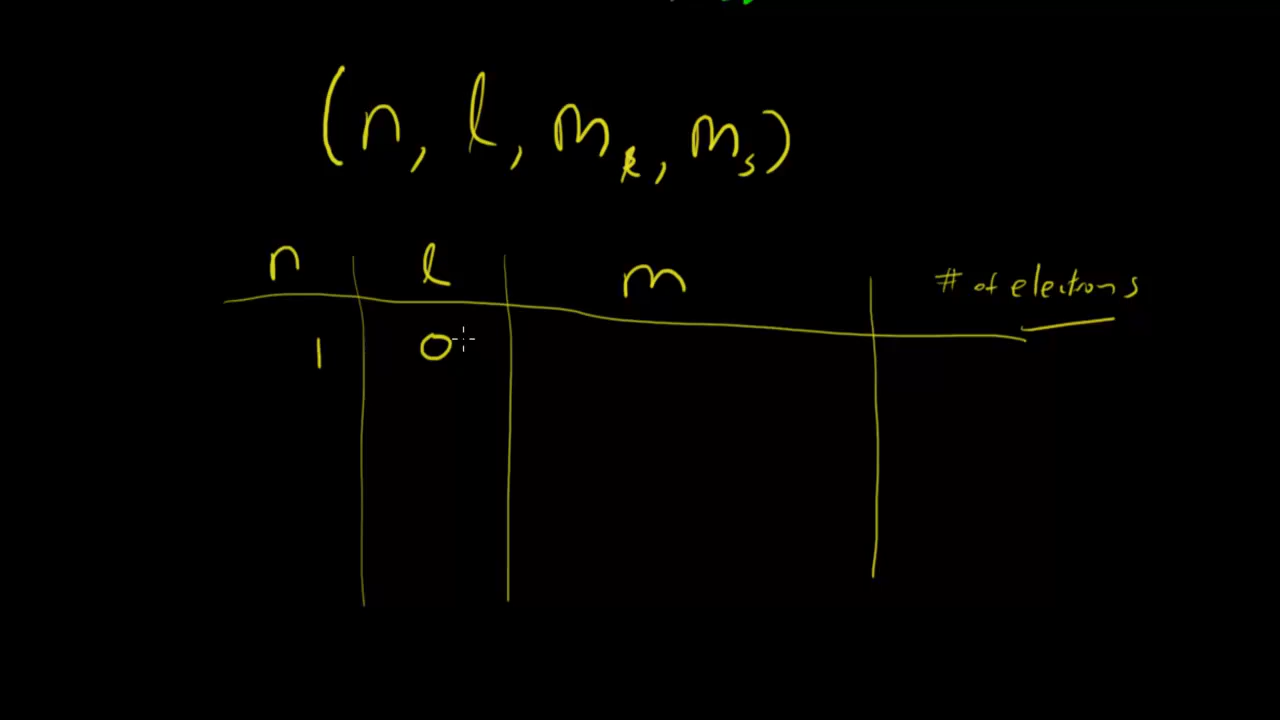 (n, l, mℓ, ms)
n l m # of electrons
1 0